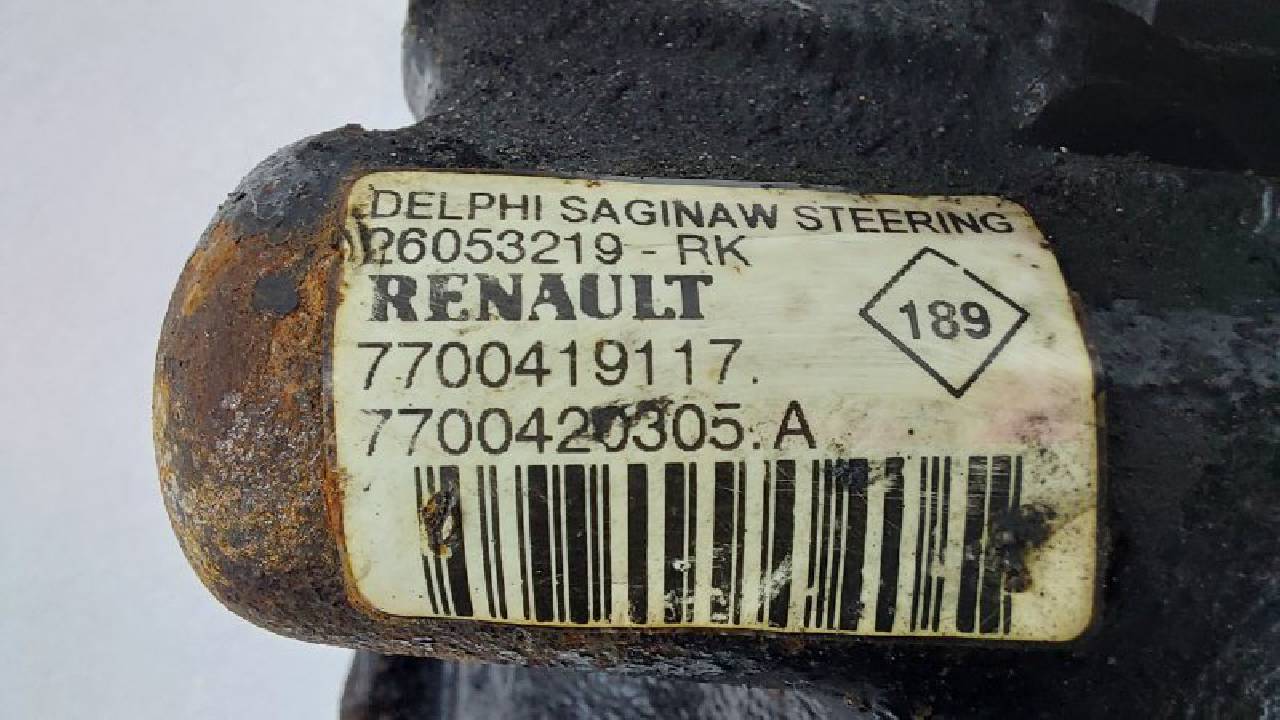 DELPHI SAGINAW STEERING
26053219 - RK
RENAULT
189
7700419117.
7700420305.A